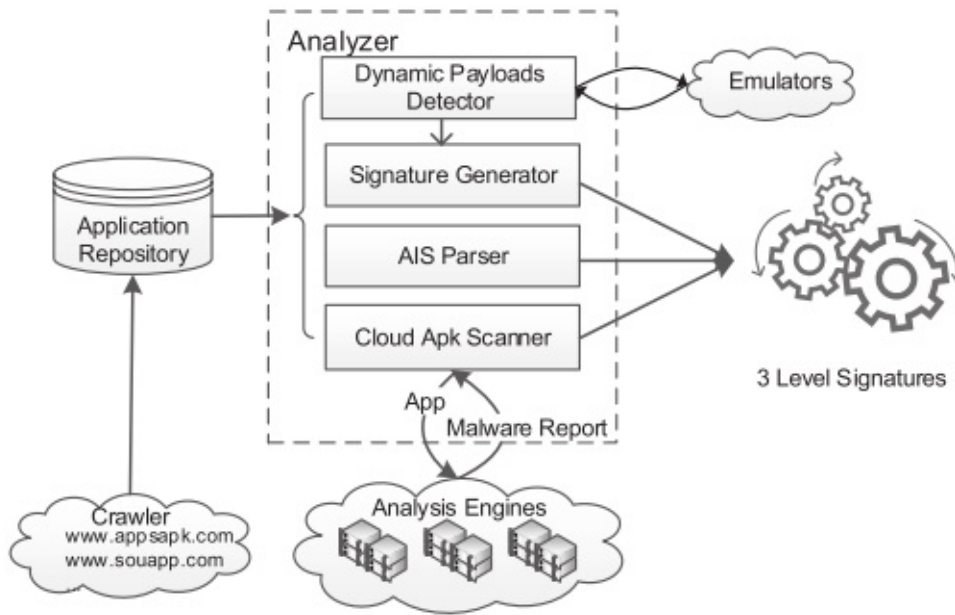 Analyzer
Dynamic Payloads
Detector
Emulators
Signature Generator
Application
Repository
AIS Parser
Cloud Apk Scanner
3 Level Signatures
App
Malware Report
Crawler
www.appsapk.com
www.souapp.com
...
Analysis Engines